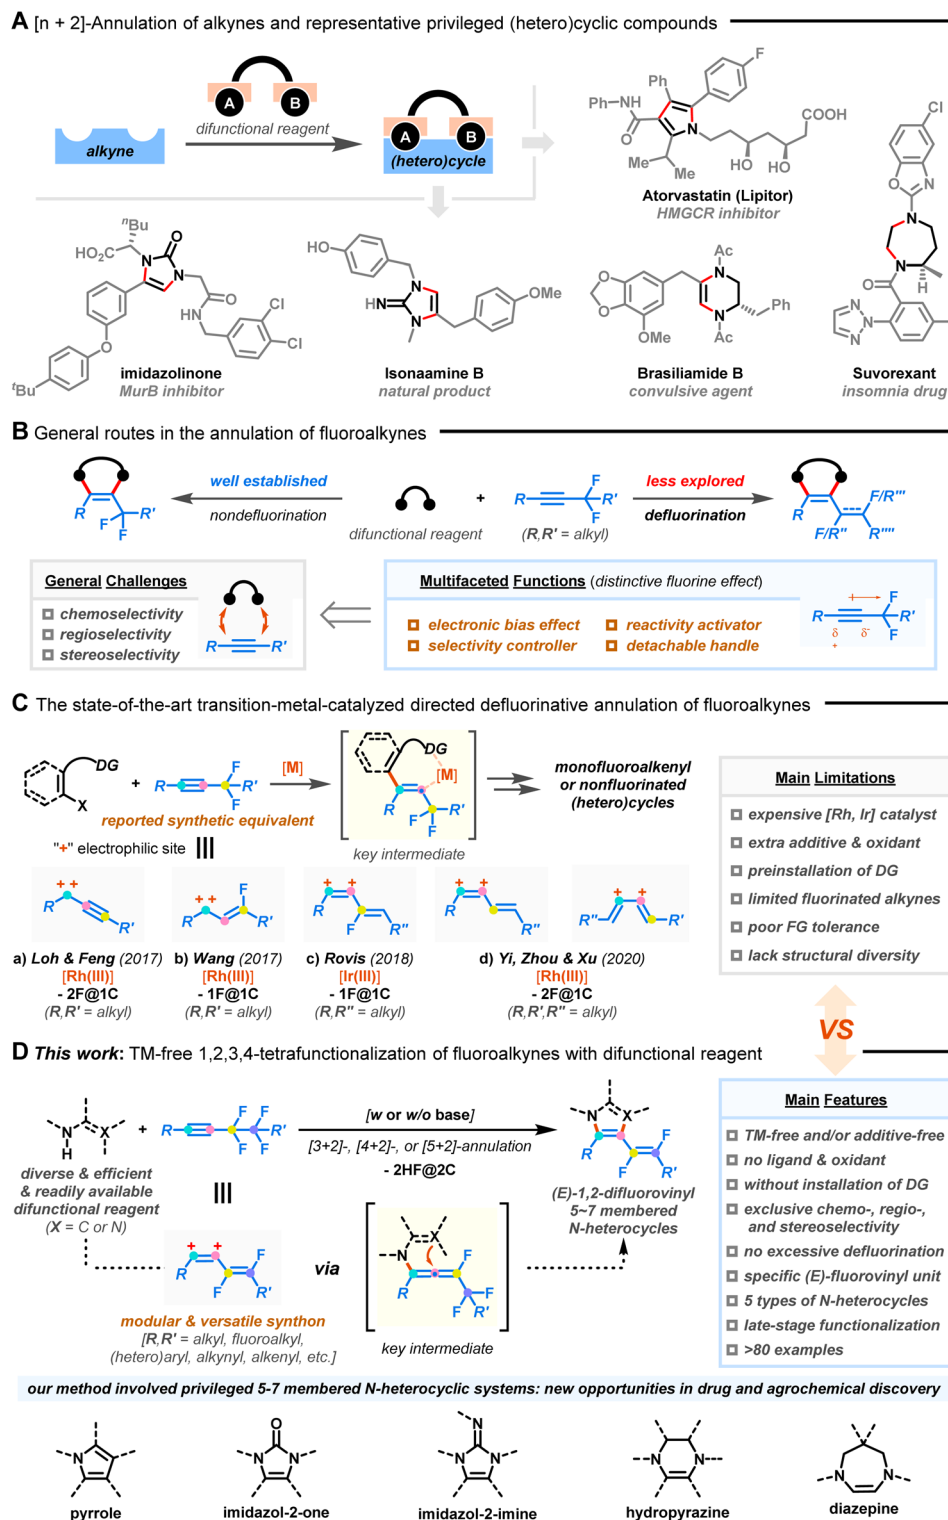 A [n + 2]-Annulation of alkynes and representative privileged (hetero)cyclic compounds
A B
difunctional reagent
alkyne
A B
(hetero)cycle
Ph
F
PhHN
O
N
COOH
HO HO
Me
Me
Atorvastatin (Lipitor)
HMGCR inhibitor
Cl
O N
N
N
H
O
N N
N
Suvorexant
insomnia drug
nBu
HO2C
N O
N
O
HN
Cl
Cl
O
tBu
imidazolinone
MurB inhibitor
HO
N
HN
N
OMe
Isonaamine B
natural product
Ac
N
O
O
OMe
N
Ac
Ph
Brasiliamide B
convulsive agent
B General routes in the annulation of fluoroalkynes
R F F R'
well established
nondefluorination
difunctional reagent
+
R F F R'
(R,R' = alkyl)
less explored
defluorination
R
F/R'''
F/R'' R''''
General Challenges
chemoselectivity
regioselectivity
stereoselectivity
R R'
Multifaceted Functions (distinctive fluorine effect)
electronic bias effect
selectivity controller
reactivity activator
detachable handle
R F F R'
δ+ δ-
C The state-of-the-art transition-metal-catalyzed directed defluorinative annulation of fluoroalkynes
DG
X
+
R F F R'
[M]
reported synthetic equivalent
"+" electrophilic site
DG
[M]
R F F R'
key intermediate
monofluoroalkenyl
or nonfluorinated
(hetero)cycles
Main Limitations
expensive [Rh, Ir] catalyst
extra additive & oxidant
preinstallation of DG
limited fluorinated alkynes
poor FG tolerance
lack structural diversity
++ R R'
++ F R R'
+ + R F R''
+ + R R''
+ + R'' R'
a) Loh & Feng (2017)
[Rh(III)]
- 2F@1C
(R,R' = alkyl)
b) Wang (2017)
[Rh(III)]
- 1F@1C
(R,R' = alkyl)
c) Rovis (2018)
[Ir(III)]
- 1F@1C
(R,R'' = alkyl)
d) Yi, Zhou & Xu (2020)
[Rh(III)]
- 2F@1C
(R,R',R'' = alkyl)
VS
D This work: TM-free 1,2,3,4-tetrafunctionalization of fluoroalkynes with difunctional reagent
N
H
X
+
R F F F F R'
diverse & efficient
& readily available
difunctional reagent
(X = C or N)
[w or w/o base]
[3+2]-, [4+2]-, or [5+2]-annulation
- 2HF@2C
N X
R F F R'
(E)-1,2-difluorovinyl
5~7 membered
N-heterocycles
+ + R F F R'
via
modular & versatile synthon
[R,R' = alkyl, fluoroalkyl,
(hetero)aryl, alkynyl, alkenyl, etc.]
X
N
R F F F R'
key intermediate
Main Features
TM-free and/or additive-free
no ligand & oxidant
without installation of DG
exclusive chemo-, regio-,
and stereoselectivity
no excessive defluorination
specific (E)-fluorovinyl unit
5 types of N-heterocycles
late-stage functionalization
>80 examples
our method involved privileged 5-7 membered N-heterocyclic systems: new opportunities in drug and agrochemical discovery
N
pyrrole
O
N N
imidazol-2-one
N
N N
imidazol-2-imine
N N
hydropyrazine
N N
diazepine